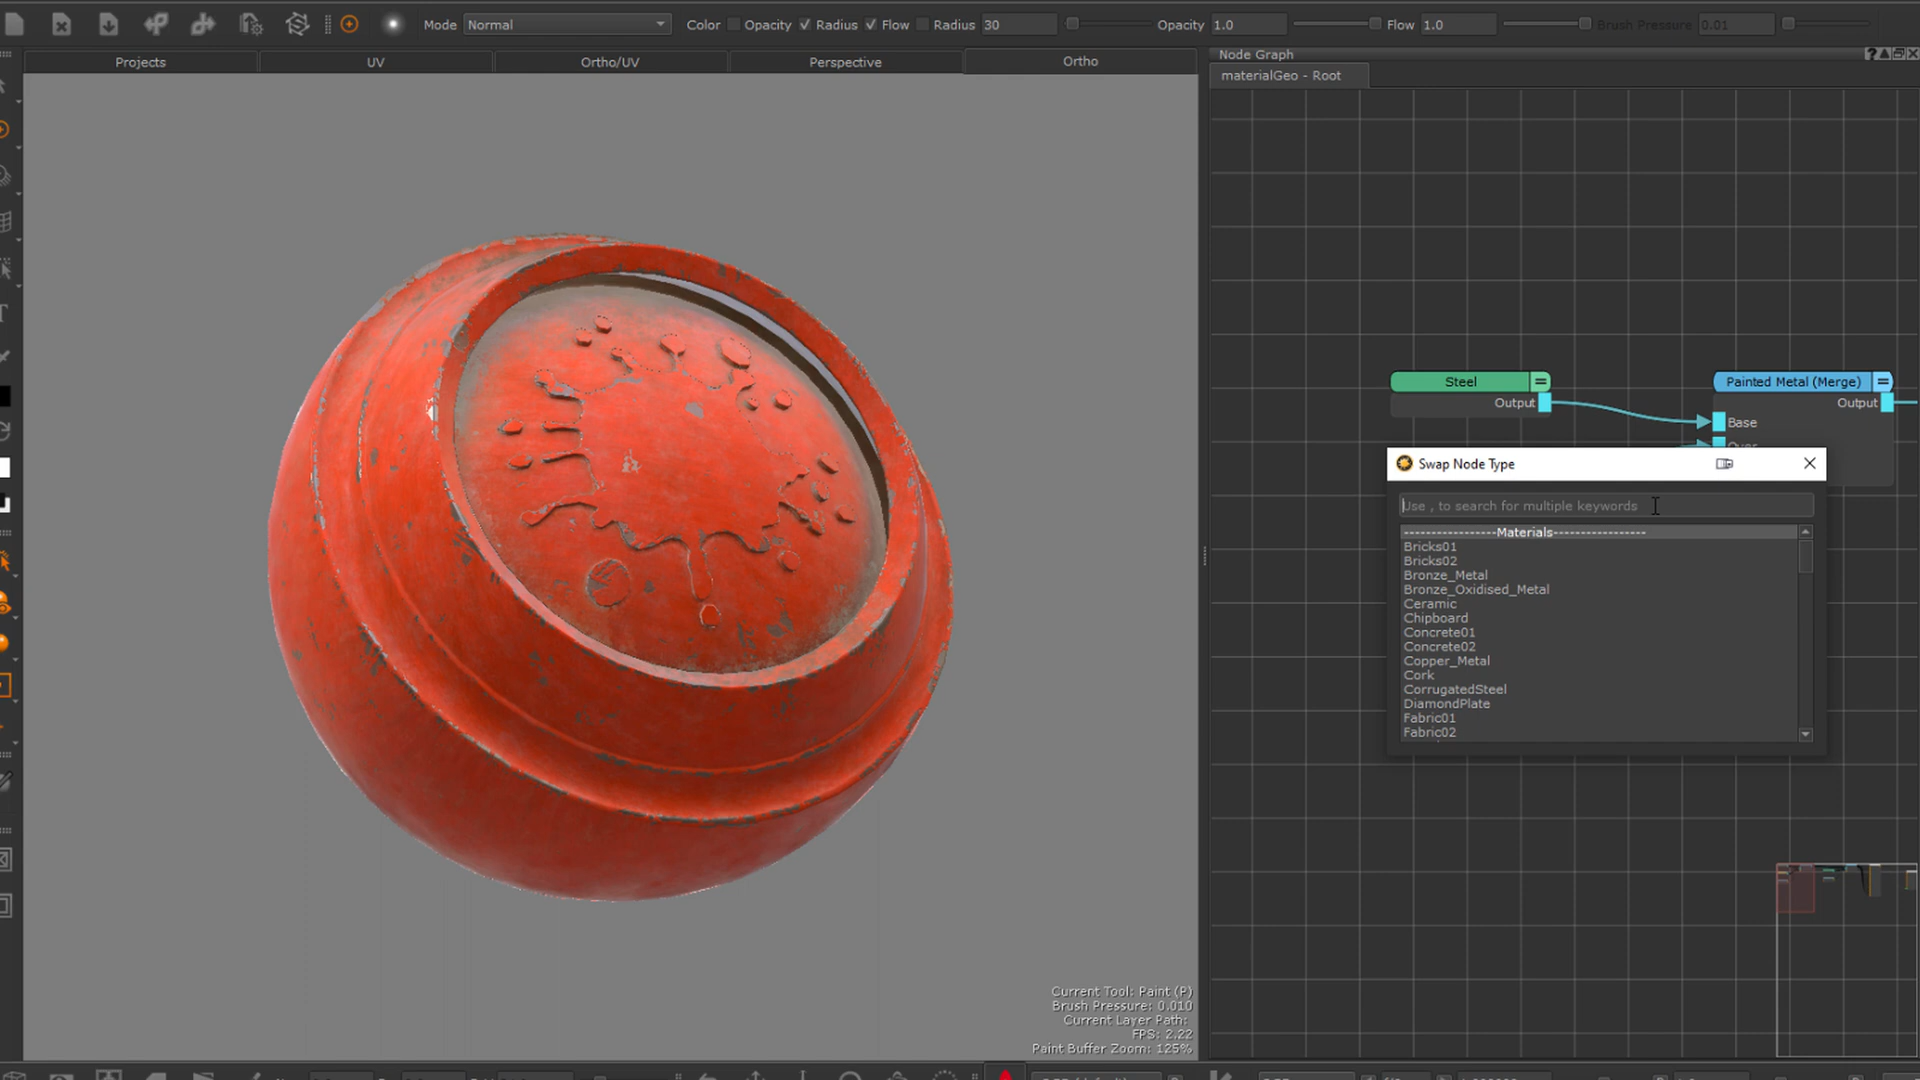 Mode Normal Color Opacity Radius Flow Radius 30 Opacity 1.0 Flow 1.0 Brush Pressure 0.01
Projects UV Ortho/UV Perspective Ortho
Node Graph
materialGeo - Root
Steel
Output
Painted Metal (Merge)
Output
Base
Over
Swap Node Type
Use , to search for multiple keywords
-----------------Materials-----------------
Bricks01
Bricks02
Bronze_Metal
Bronze_Oxidised_Metal
Ceramic
Chipboard
Concrete01
Concrete02
Copper_Metal
Cork
CorrugatedSteel
DiamondPlate
Fabric01
Fabric02
Current Tool: Paint (P)
Brush Pressure: 0.010
Current Layer Path:
FPS: 2.22
Paint Buffer Zoom: 125%